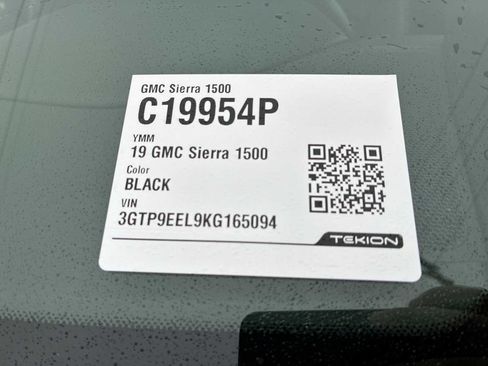 GMC Sierra 1500
C19954P
YMM
19 GMC Sierra 1500
Color
BLACK
VIN
3GTP9EEL9KG165094
TEKION